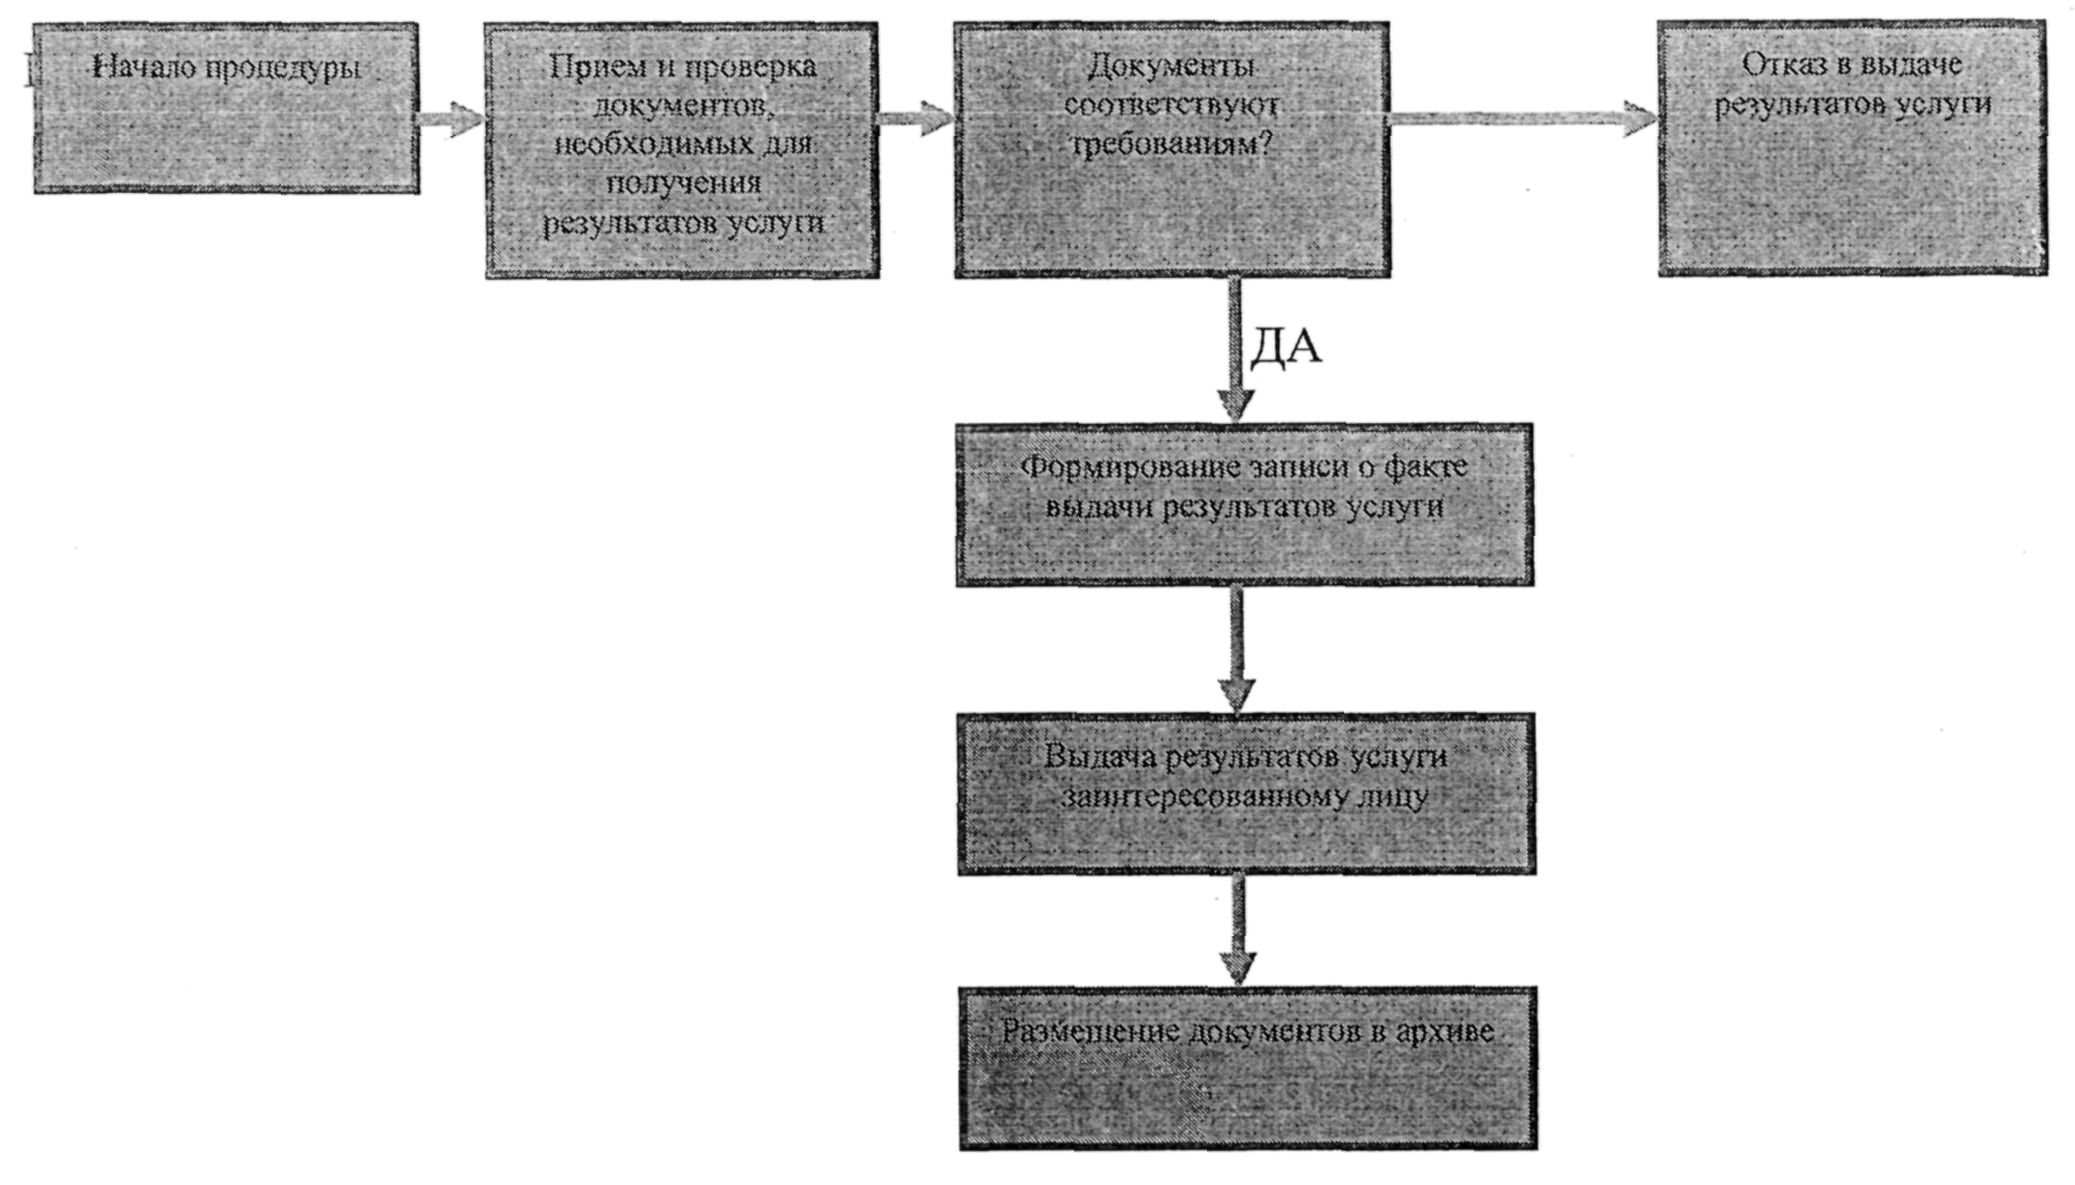 Начало процедуры
Прием и проверка
документов,
необходимых для
получения
результатов услуги
Документы
соответствуют
требованиям?
Отказ в выдаче
результатов услуги
ДА
Формирование записи о факте
выдачи результатов услуги
Выдача результатов услуги
заинтересованному лицу
Размещение документов в архиве